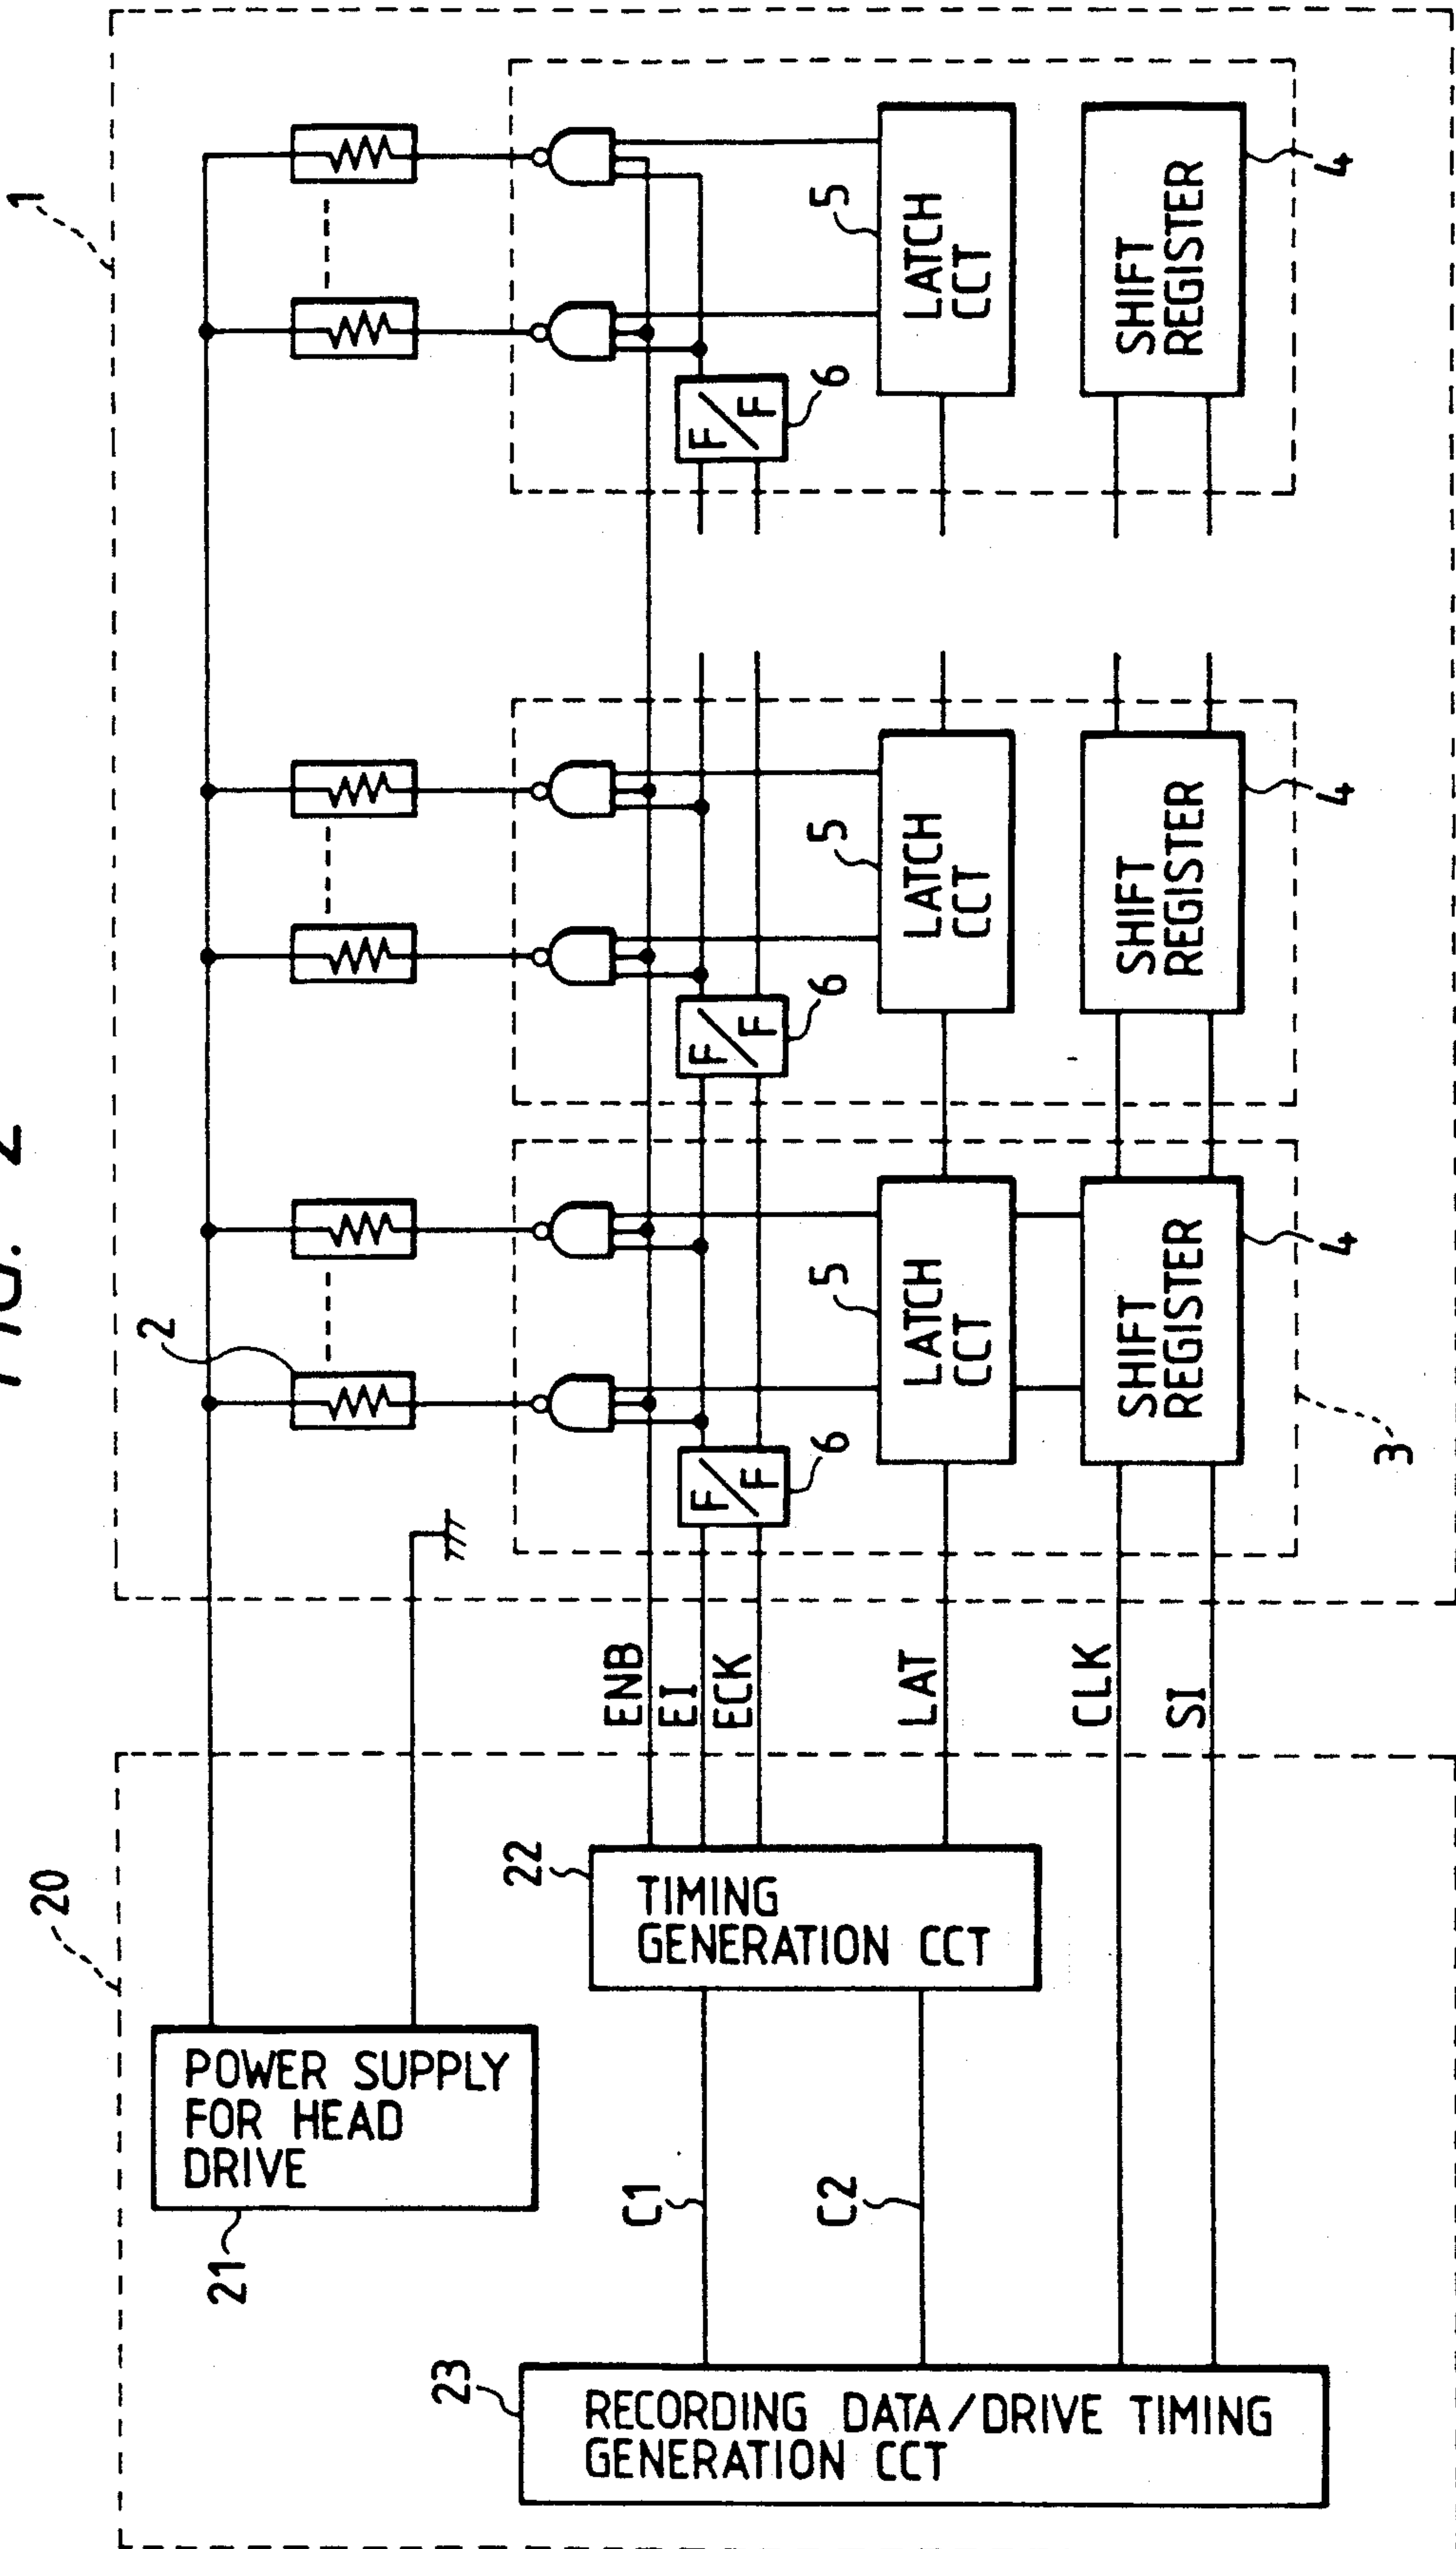 FIG. 2
1
20
2
21
POWER SUPPLY
FOR HEAD
DRIVE
22
TIMING
GENERATION CCT
ENB
EI
ECK
LAT
CLK
SI
C1
C2
23
RECORDING DATA/DRIVE TIMING
GENERATION CCT
F/F
6
F/F
6
F/F
6
5
LATCH
CCT
5
LATCH
CCT
5
LATCH
CCT
SHIFT
REGISTER
4
SHIFT
REGISTER
4
SHIFT
REGISTER
4
3